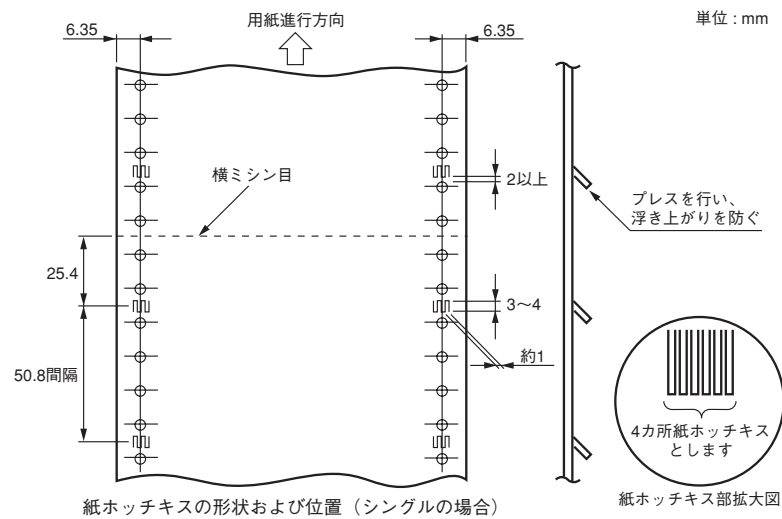 単位 : mm
用紙進行方向
6.35
6.35
横ミシン目
2以上
プレスを行い、
浮き上がりを防ぐ
25.4
3〜4
約1
50.8間隔
4カ所紙ホッチキス
とします
紙ホッチキス部拡大図
紙ホッチキスの形状および位置（シングルの場合）